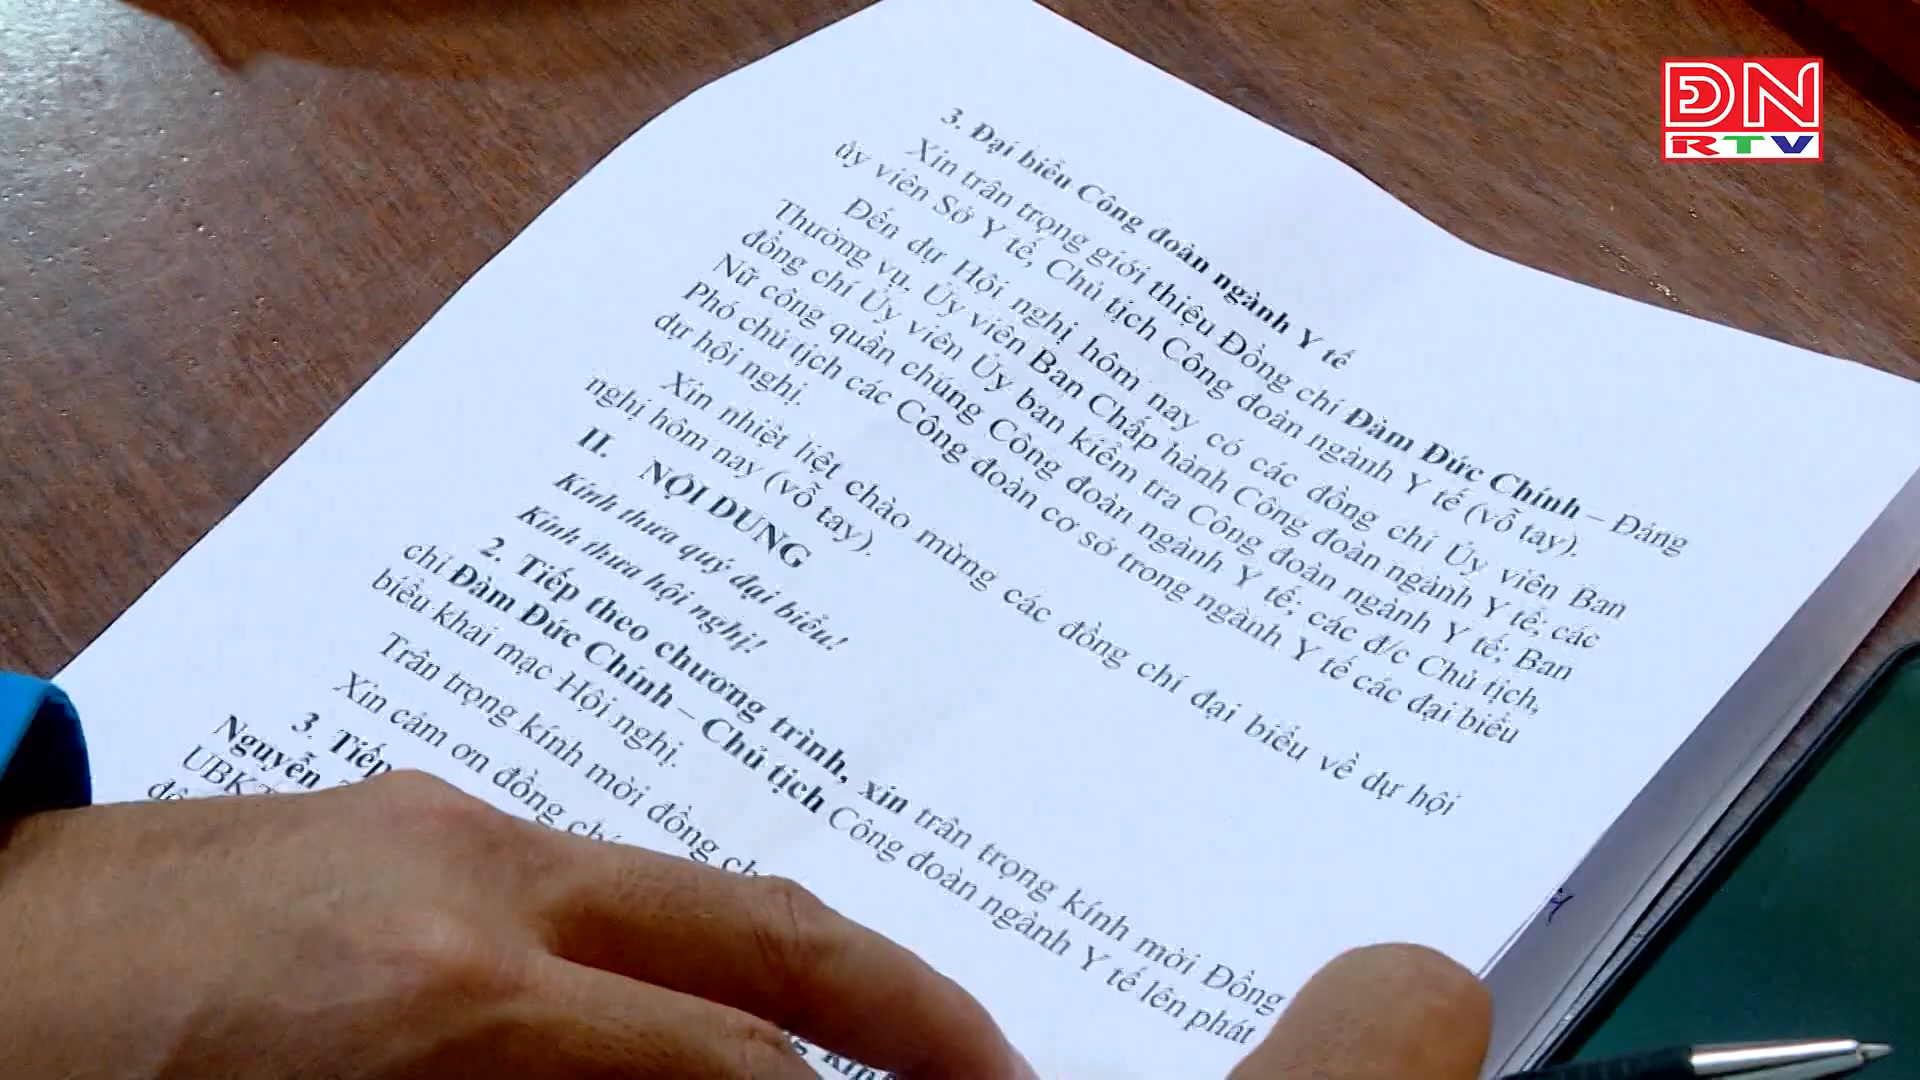 ĐN
RTV
3. Đại biểu Công đoàn ngành Y tế
Xin trân trọng giới thiệu Đồng chí Đàm Đức Chính – Đảng
ủy viên Sở Y tế, Chủ tịch Công đoàn ngành Y tế (vỗ tay).
Đến dự Hội nghị hôm nay có các đồng chí Ủy viên Ban
Thường vụ, Ủy viên Ban Chấp hành Công đoàn ngành Y tế; các
đồng chí Ủy viên Ủy ban kiểm tra Công đoàn ngành Y tế; Ban
Nữ công quần chúng Công đoàn ngành Y tế; các đ/c Chủ tịch,
Phó chủ tịch các Công đoàn cơ sở trong ngành Y tế các đại biểu
dự hội nghị.
Xin nhiệt liệt chào mừng các đồng chí đại biểu về dự hội
nghị hôm nay (vỗ tay).
II. NỘI DUNG
Kính thưa quý đại biểu!
Kính thưa hội nghị!
2. Tiếp theo chương trình, xin trân trọng kính mời Đồng
chí Đàm Đức Chính – Chủ tịch Công đoàn ngành Y tế lên phát
biểu khai mạc Hội nghị.
Trân trọng kính mời đồng
Xin cảm ơn đồng chí
3. Tiếp
Nguyễn